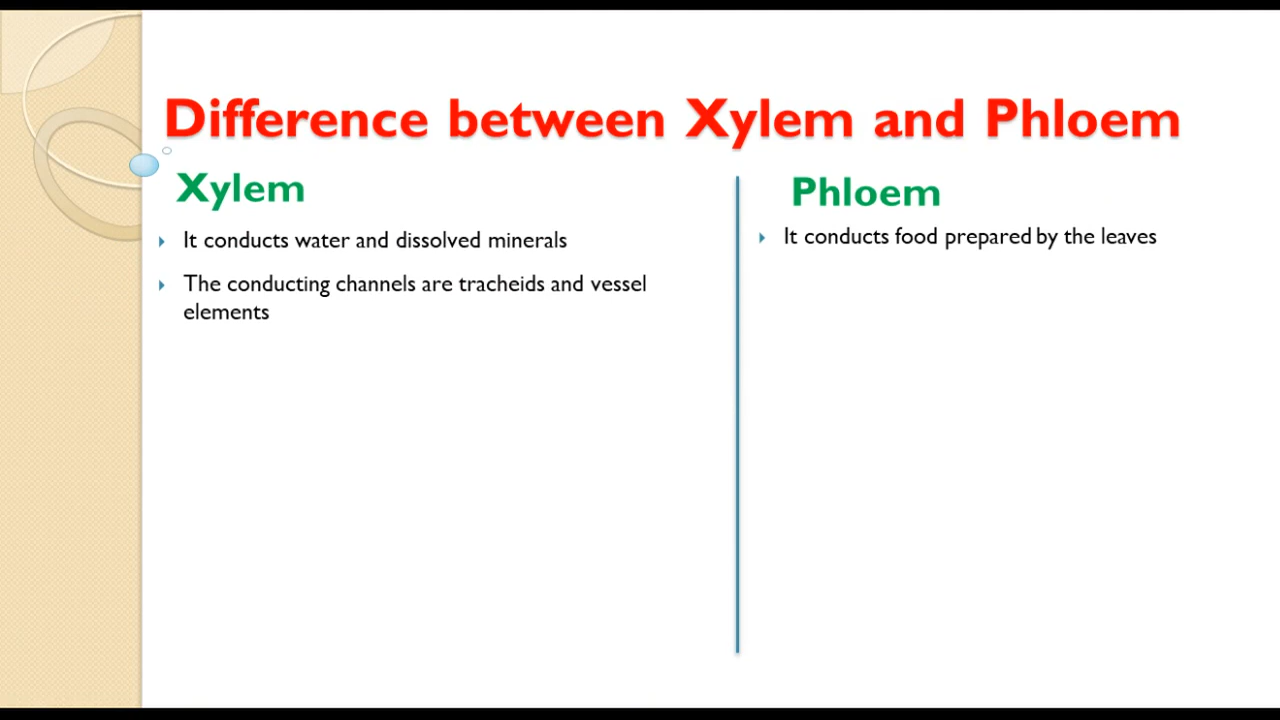 Difference between Xylem and Phloem
Xylem
It conducts water and dissolved minerals
The conducting channels are tracheids and vessel
elements
Phloem
It conducts food prepared by the leaves